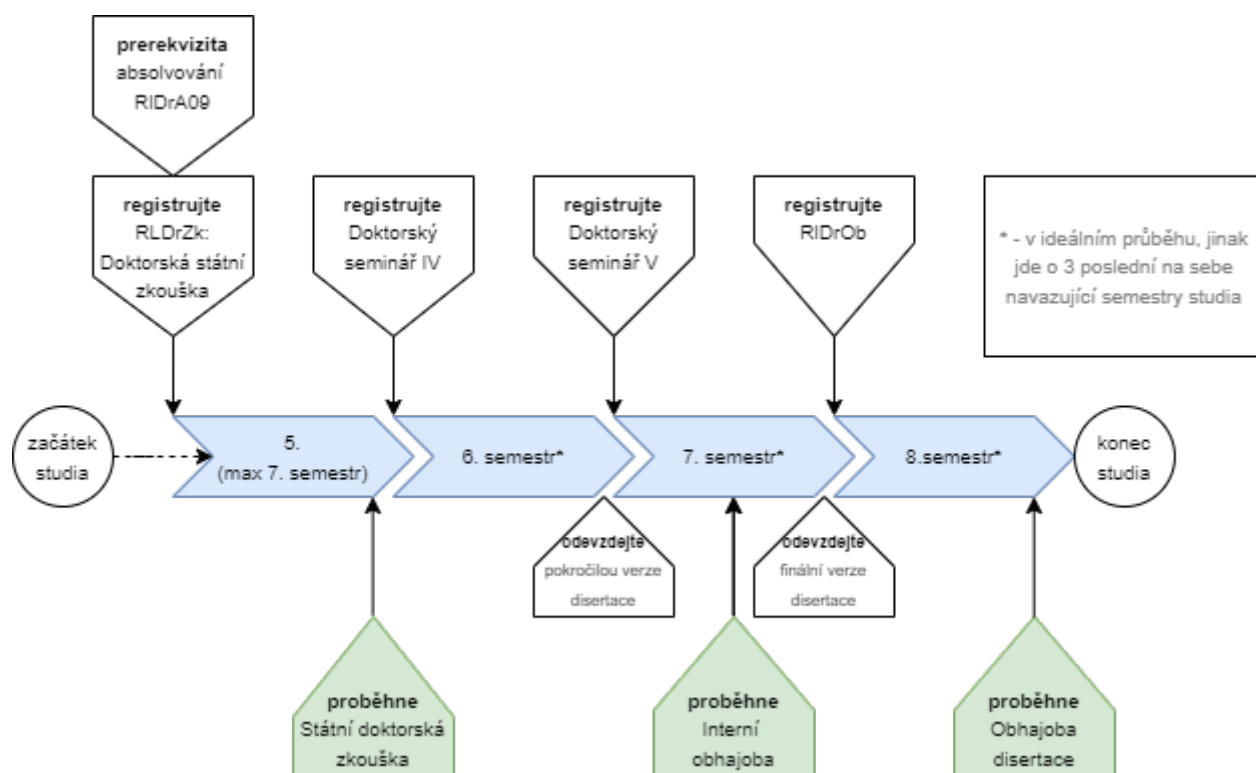 prerekvizita
absolvování
RIDrA09
registrujte
RLDrZk:
Doktorská státní
zkouška
registrujte
Doktorský
seminář IV
registrujte
Doktorský
seminář V
registrujte
RIDrOb
* - v ideálním průběhu, jinak
jde o 3 poslední na sebe
navazující semestry studia
začátek
studia
5.
(max 7. semestr)
6. semestr*
7. semestr*
8.semestr*
konec
studia
odevzdejte
pokročilou verze
disertace
odevzdejte
finální verze
disertace
proběhne
Státní doktorská
zkouška
proběhne
Interní
obhajoba
proběhne
Obhajoba
disertace